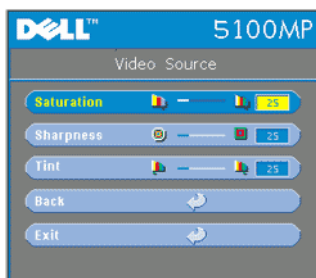 DELL™ 5100MP
Video Source
Saturation 25
Sharpness 25
Tint 25
Back
Exit